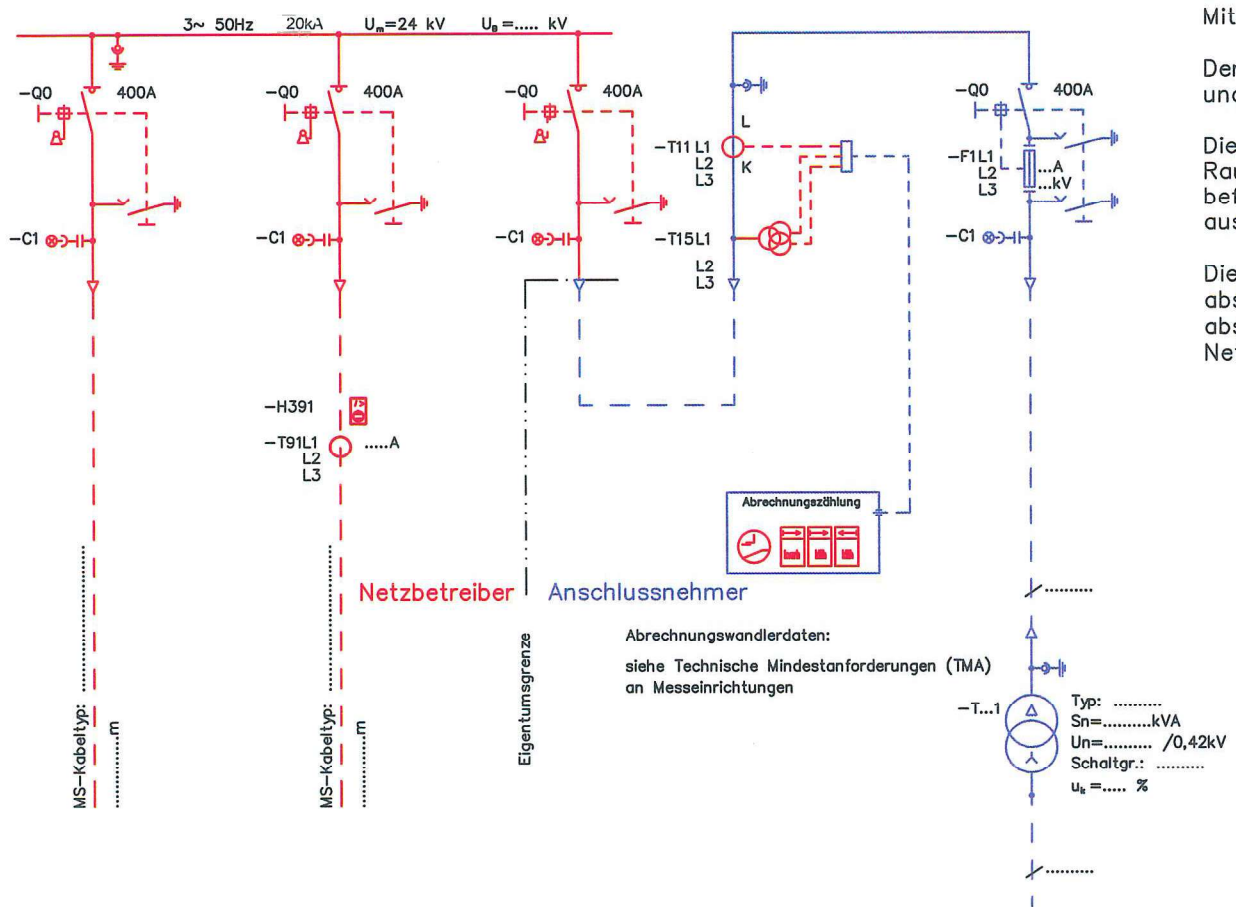 3~ 50Hz 20kA Um=24 kV UB=..... kV
Mit
Der
und
Die
Rau
bet
aus
Die
abs
abs
Net
-Q0 400A
-C1
-Q0 400A
-C1
-Q0 400A
-C1
L
-T11 L1
L2
L3
K
-T15L1
L2
L3
-Q0 400A
-F1L1
L2
L3
...A
...kV
-C1
-H391
-T91L1
L2
L3
.....A
Abrechnungszählung
Netzbetreiber
Anschlussnehmer
Eigentumsgrenze
Abrechnungswandlerdaten:
siehe Technische Mindestanforderungen (TMA)
an Messeinrichtungen
MS-Kabeltyp: ..........
..........m
MS-Kabeltyp: ..........
..........m
..........
-T...1
Typ: ..........
Sn=..........kVA
Un=.......... /0,42kV
Schaltgr.: ..........
uk=..... %
..........